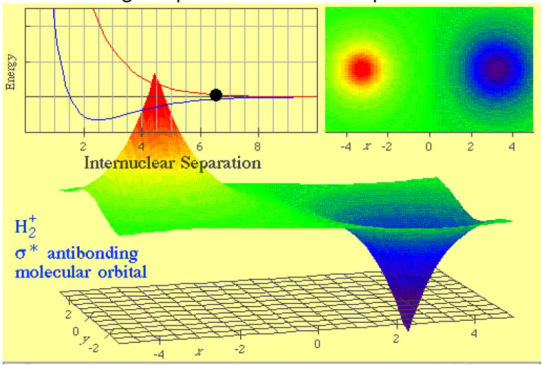 Energy
2 4 6 8
Internuclear Separation
-4 x -2 0 2 4
H2+
σ* antibonding
molecular orbital
2
0
y
-2
-4 x -2 0 2 4